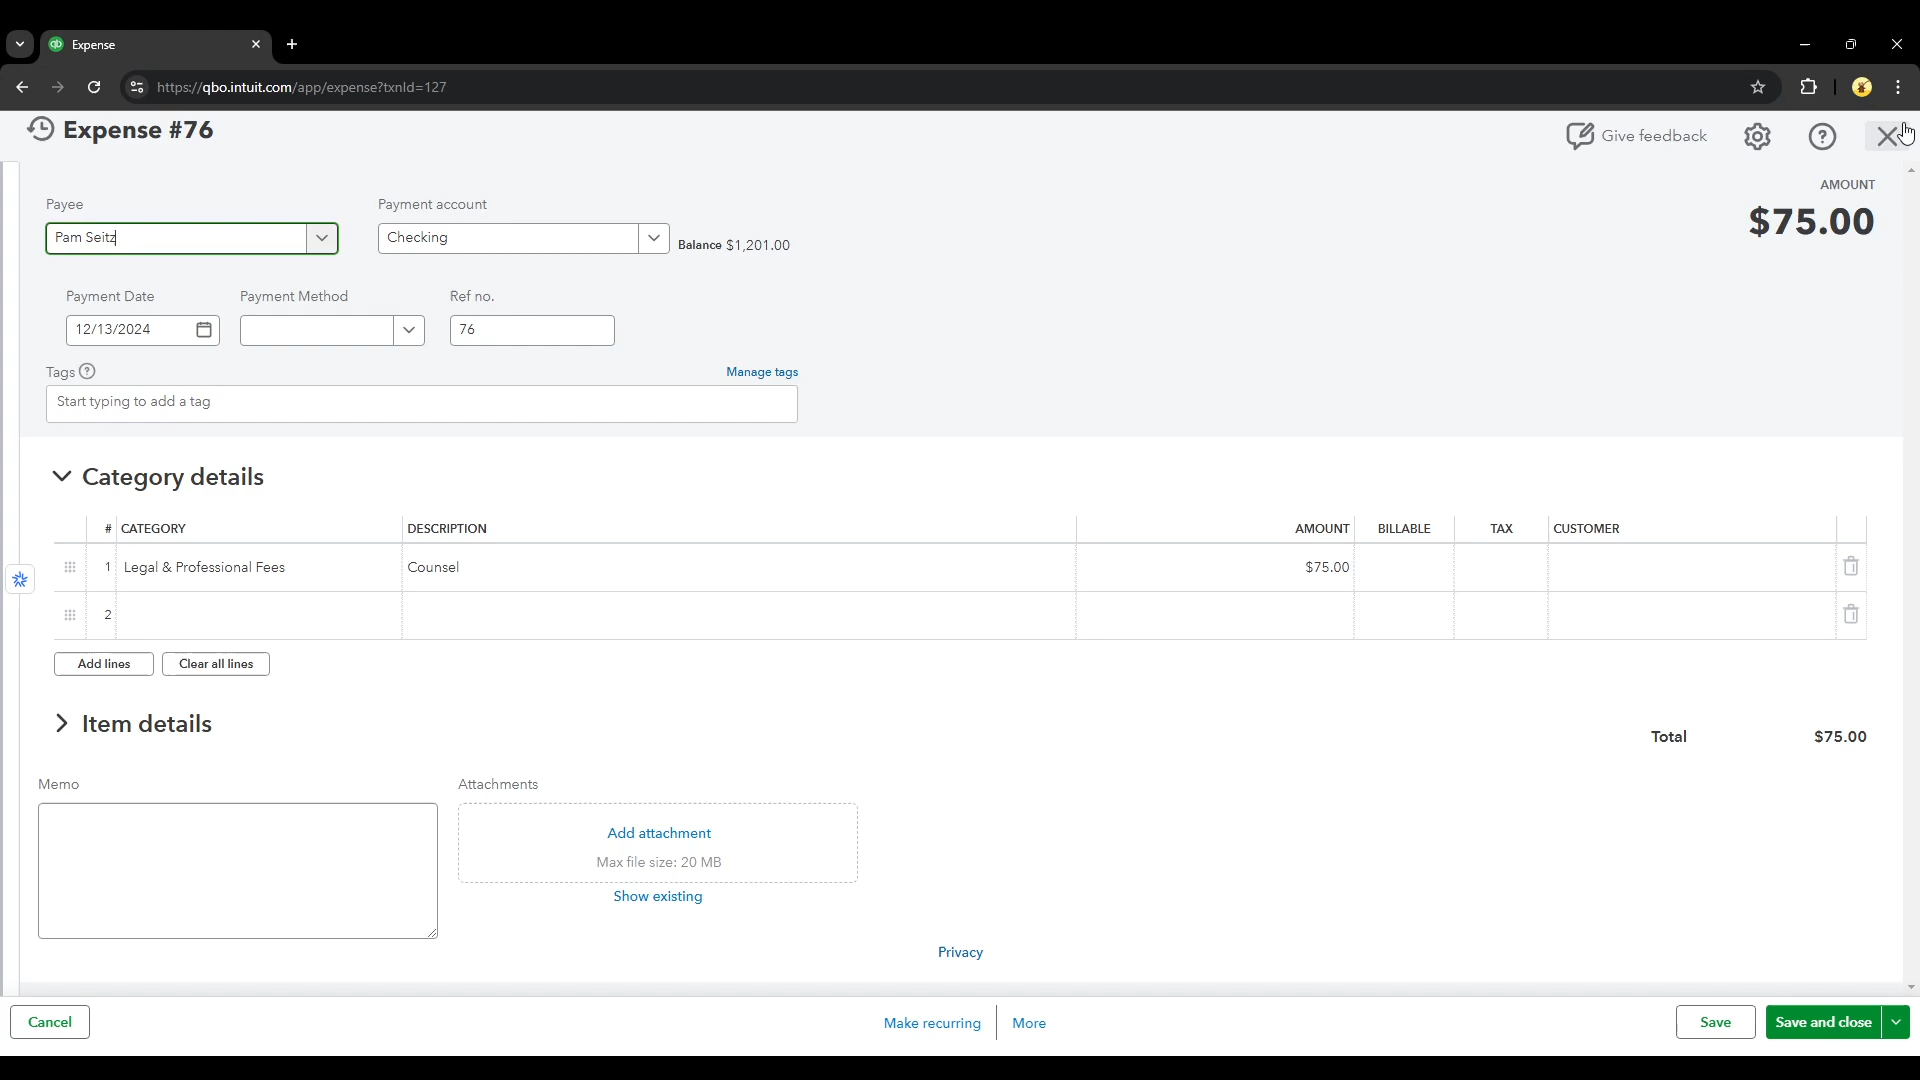 Expense
https://qbo.intuit.com/app/expense?txnId=127
Expense #76
Give feedback
Payee
Payment account
AMOUNT
Pam Seitz
Checking
Balance $1,201.00
$75.00
Payment Date
Payment Method
Ref no.
12/13/2024
76
Tags
Manage tags
Start typing to add a tag
Category details
# CATEGORY DESCRIPTION AMOUNT BILLABLE TAX CUSTOMER
1 Legal & Professional Fees Counsel $75.00
2
Add lines
Clear all lines
Item details
Total $75.00
Memo
Attachments
Add attachment
Max file size: 20 MB
Show existing
Privacy
Cancel
Make recurring
More
Save
Save and close